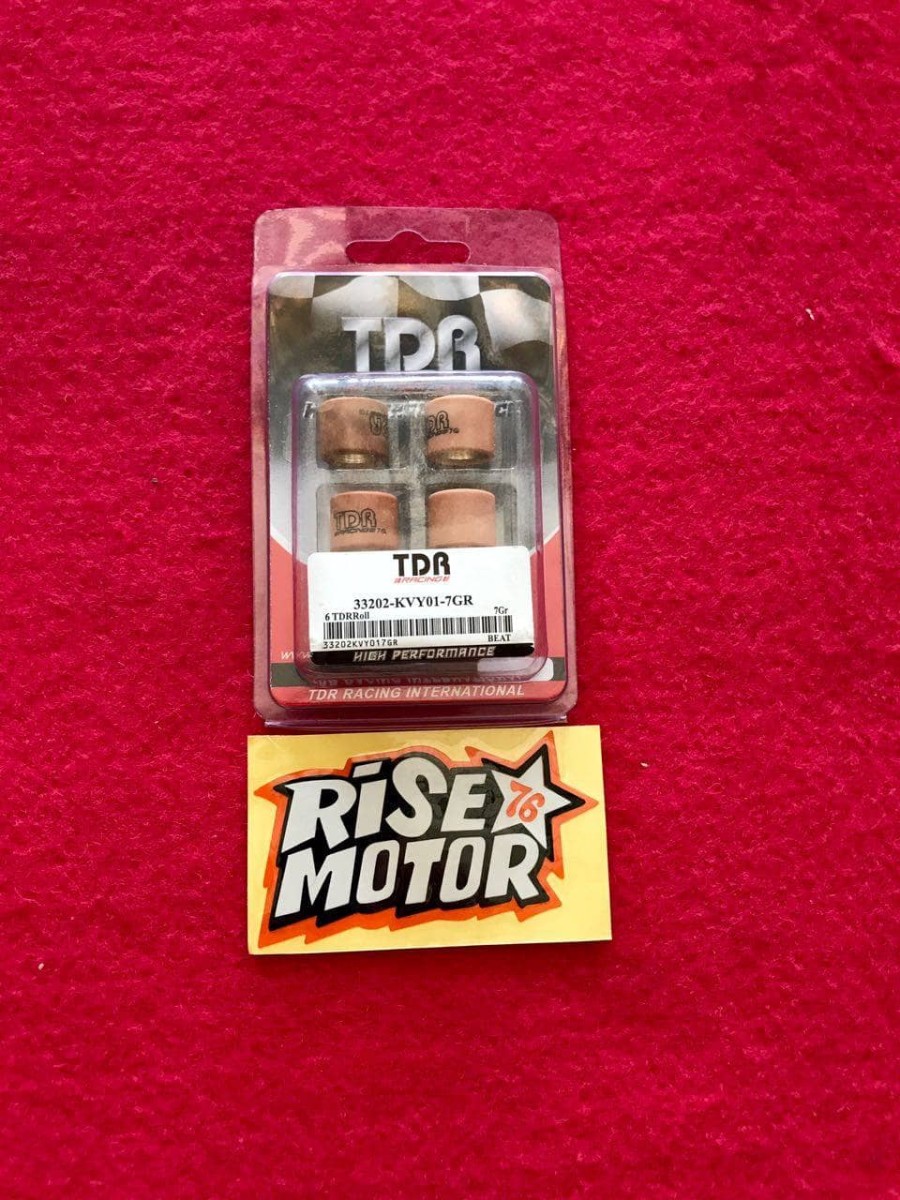 TDR
TDR
TDR
RACING
TDR
RACING
33202-KVY01-7GR
6 TDRRoll
7Gr
33202KVY017GR
BEAT
HIGH PERFORMANCE
TDR RACING INTERNATIONAL
RiSE 76
MOTOR